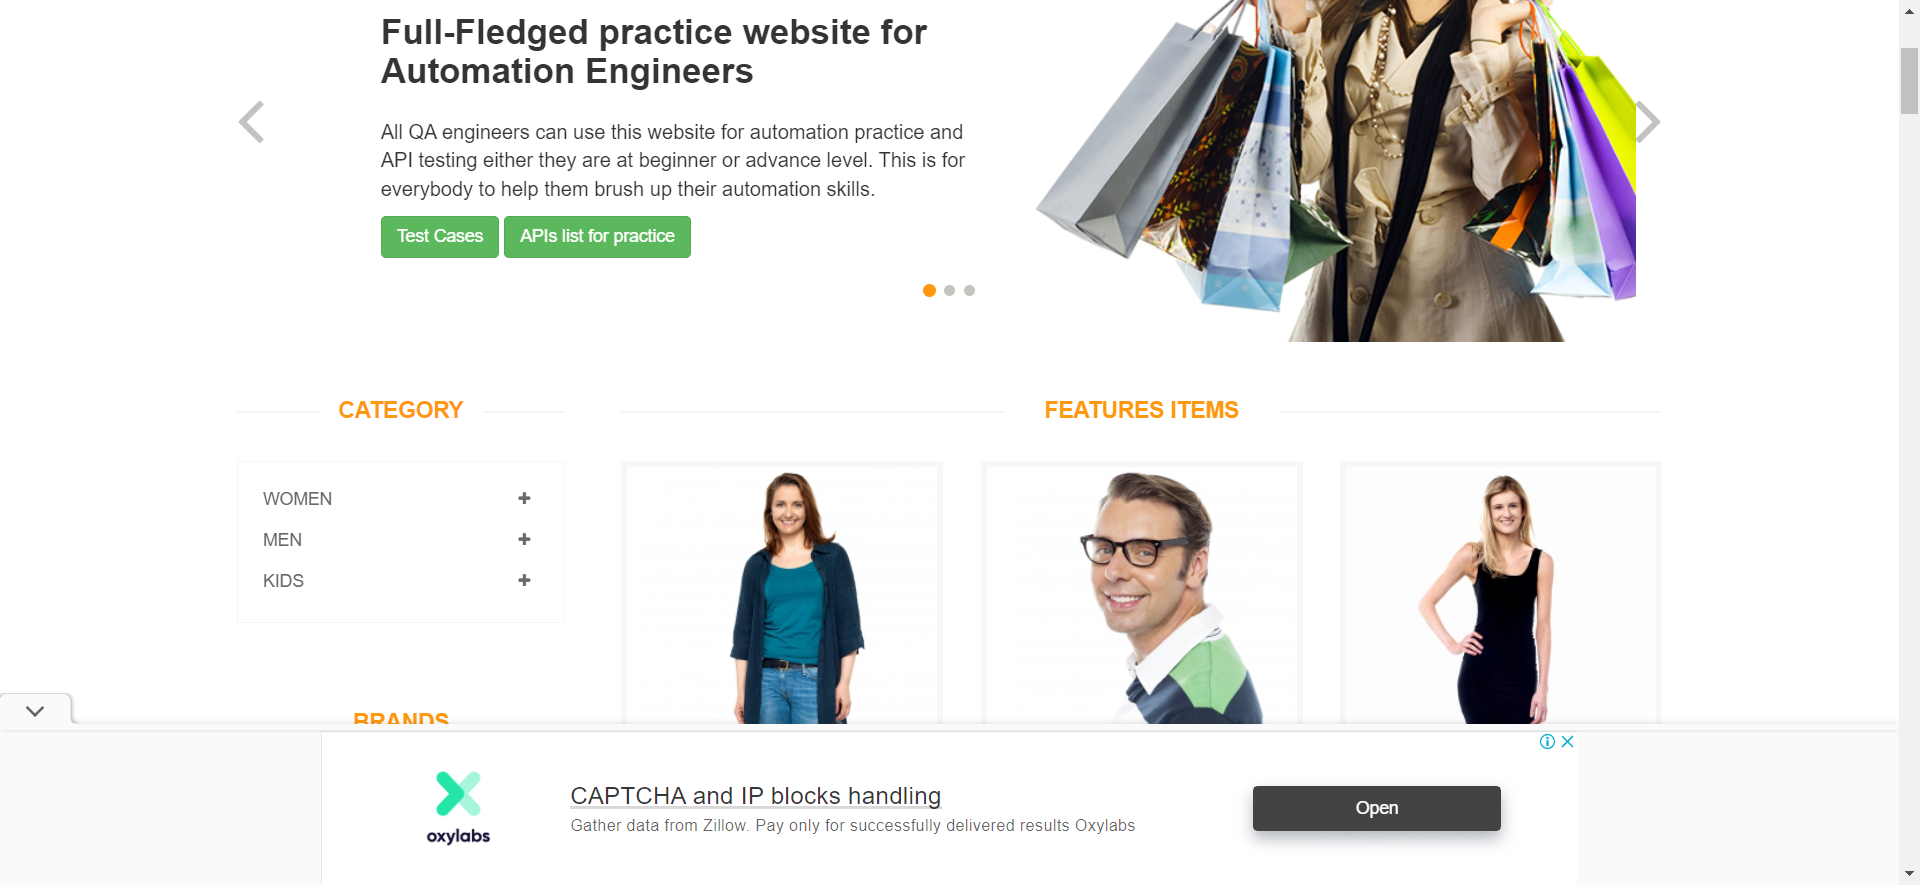 Full-Fledged practice website for
Automation Engineers
All QA engineers can use this website for automation practice and
API testing either they are at beginner or advance level. This is for
everybody to help them brush up their automation skills.
Test Cases
APIs list for practice
CATEGORY
FEATURES ITEMS
WOMEN
MEN
KIDS
BRANDS
oxylabs
CAPTCHA and IP blocks handling
Gather data from Zillow. Pay only for successfully delivered results Oxylabs
Open